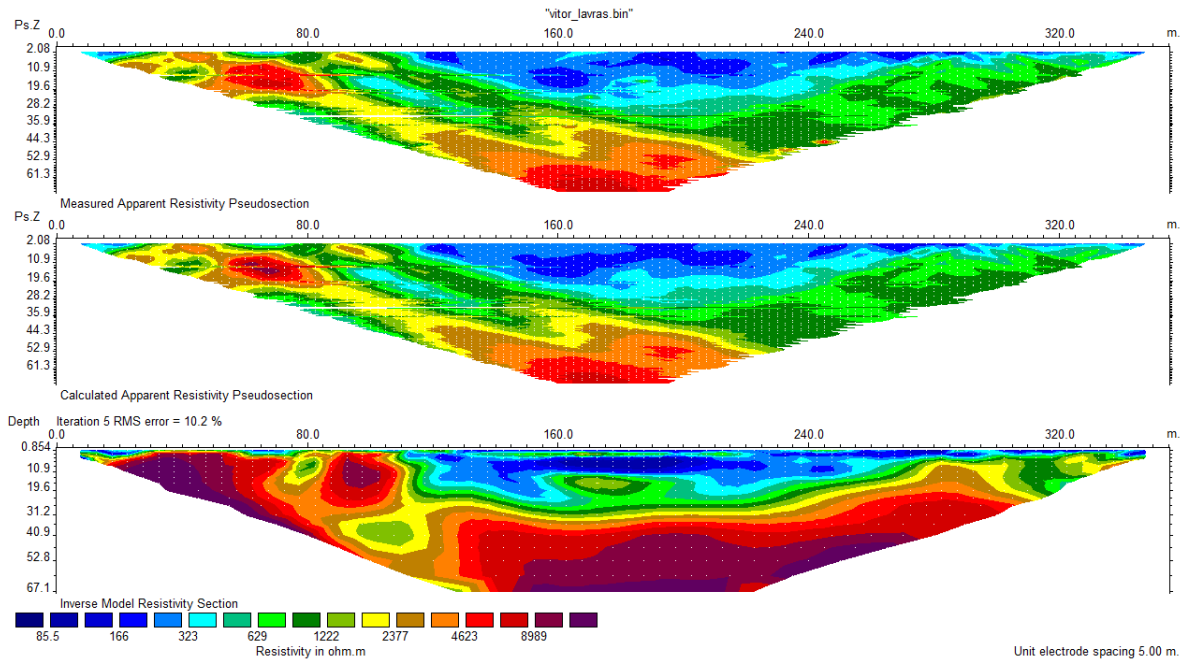 "vitor_lavras.bin"
Ps.Z 0.0 80.0 160.0 240.0 320.0 m.
2.08
10.9
19.6
28.2
35.9
44.3
52.9
61.3
Measured Apparent Resistivity Pseudosection
Ps.Z 0.0 80.0 160.0 240.0 320.0 m.
2.08
10.9
19.6
28.2
35.9
44.3
52.9
61.3
Calculated Apparent Resistivity Pseudosection
Depth Iteration 5 RMS error = 10.2 %
0.0 80.0 160.0 240.0 320.0 m.
0.854
10.9
19.6
31.2
40.9
52.8
67.1
Inverse Model Resistivity Section
85.5 166 323 629 1222 2377 4623 8989
Resistivity in ohm.m Unit electrode spacing 5.00 m.